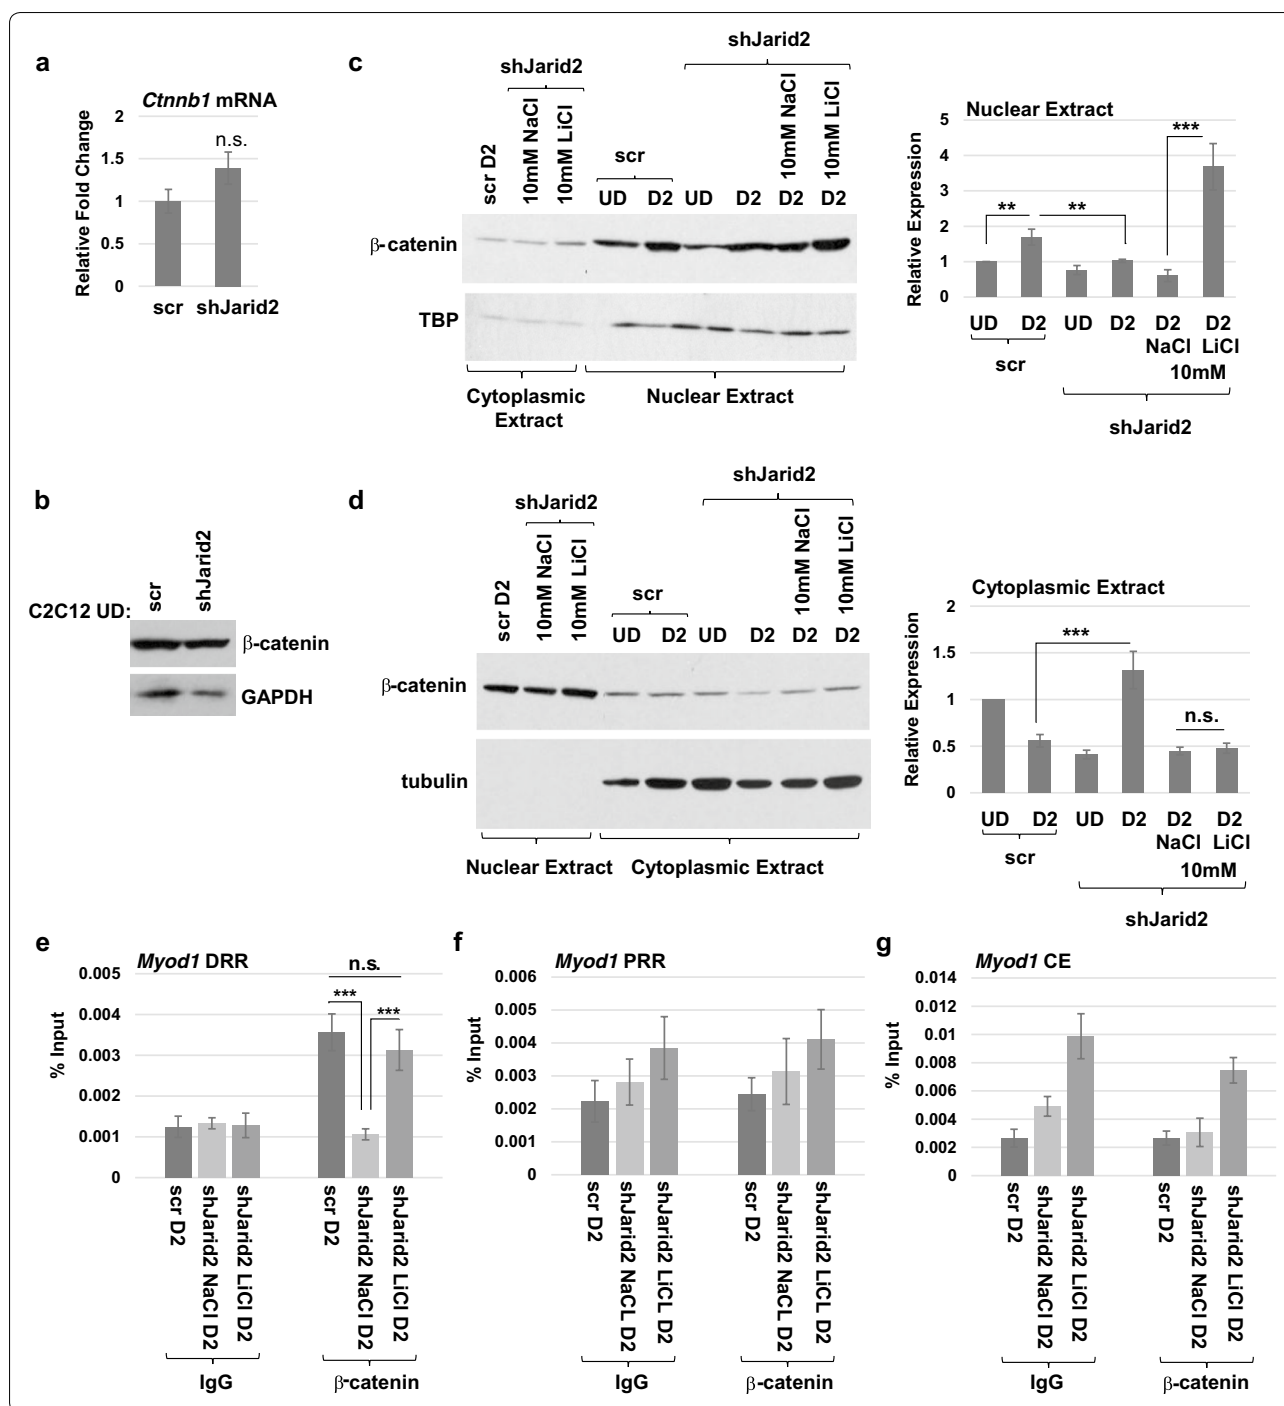 a
Ctnnb1 mRNA
Relative Fold Change
2
1.5
1
0.5
0
n.s.
scr
shJarid2
b
C2C12 UD:
scr
shJarid2
β-catenin
GAPDH
c
shJarid2
shJarid2
scr D2
10mM NaCl
10mM LiCl
scr
10mM NaCl
10mM LiCl
UD D2 UD D2 D2 D2
β-catenin
TBP
Cytoplasmic
Extract
Nuclear Extract
Nuclear Extract
Relative Expression
5
4
3
2
1
0
**
**
***
UD D2 UD D2 D2 D2
NaCl LiCl
scr
10mM
shJarid2
d
shJarid2
shJarid2
scr D2
10mM NaCl
10mM LiCl
scr
10mM NaCl
10mM LiCl
UD D2 UD D2 D2 D2
β-catenin
tubulin
Nuclear Extract
Cytoplasmic Extract
Cytoplasmic Extract
Relative Expression
2
1.5
1
0.5
0
***
n.s.
UD D2 UD D2 D2 D2
NaCl LiCl
scr
10mM
shJarid2
e
Myod1 DRR
% Input
0.005
0.004
0.003
0.002
0.001
0
n.s.
***
***
scr D2
shJarid2 NaCl D2
shJarid2 LiCl D2
scr D2
shJarid2 NaCl D2
shJarid2 LiCl D2
IgG
β-catenin
f
Myod1 PRR
% Input
0.006
0.005
0.004
0.003
0.002
0.001
0
scr D2
shJarid2 NaCL D2
shJarid2 LiCL D2
scr D2
shJarid2 NaCL D2
shJarid2 LiCL D2
IgG
β-catenin
g
Myod1 CE
% Input
0.014
0.012
0.01
0.008
0.006
0.004
0.002
0
scr D2
shJarid2 NaCl D2
shJarid2 LiCl D2
scr D2
shJarid2 NaCl D2
shJarid2 LiCl D2
IgG
β-catenin